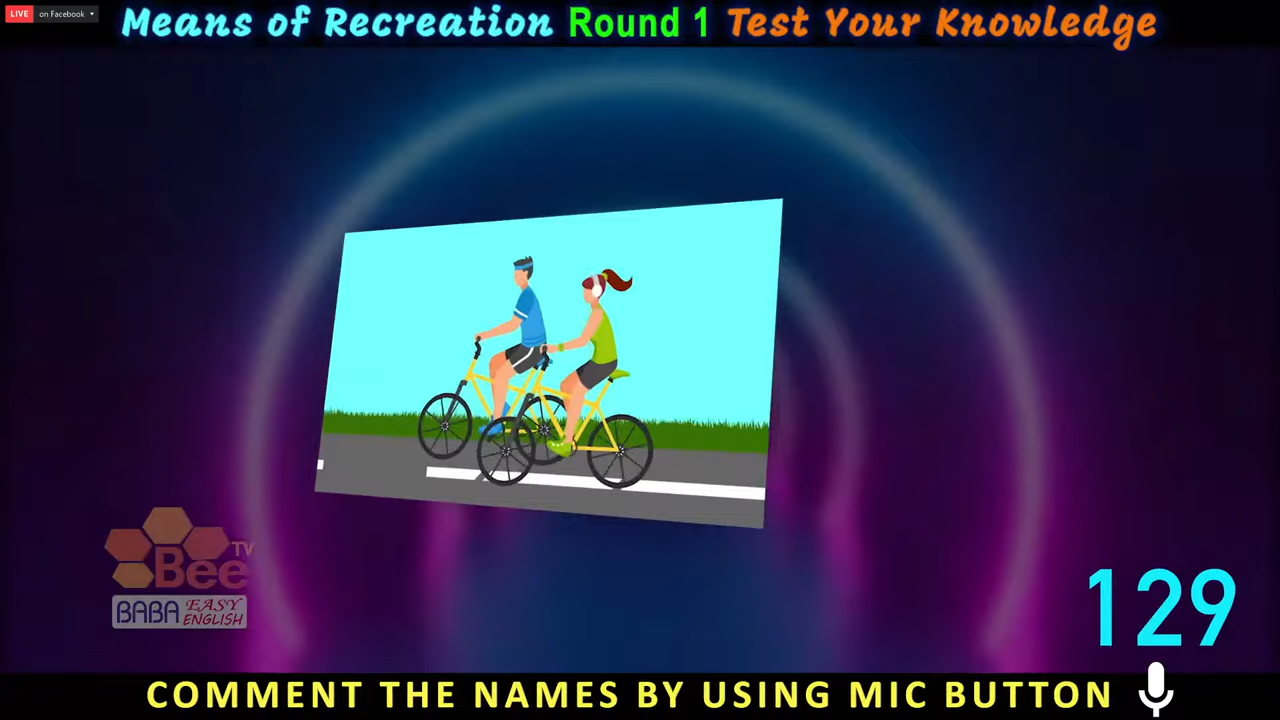 LIVE on Facebook
Means of Recreation Round 1 Test Your Knowledge
Bee TV
BABA EASY ENGLISH
129
COMMENT THE NAMES BY USING MIC BUTTON